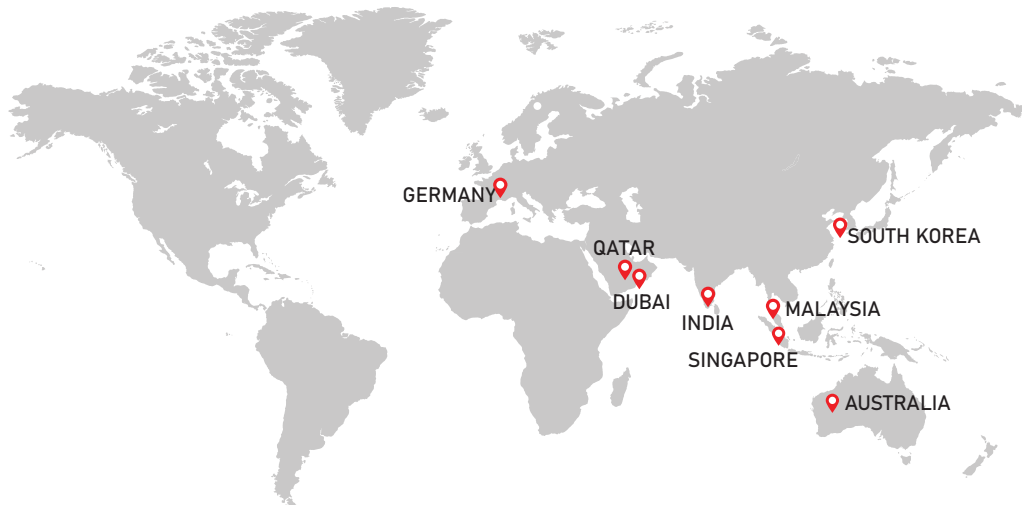 GERMANY
SOUTH KOREA
QATAR
DUBAI
MALAYSIA
INDIA
SINGAPORE
AUSTRALIA